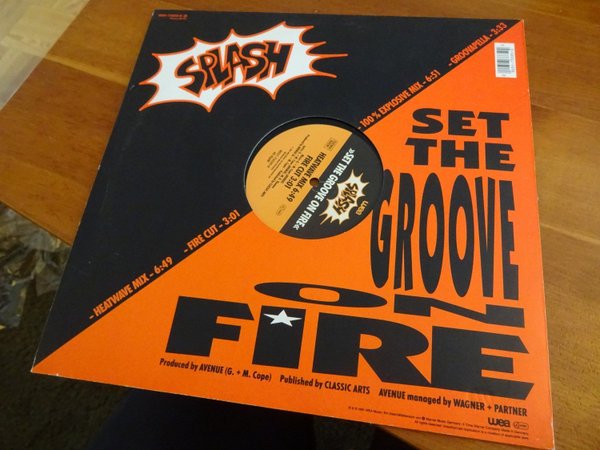 SPLASH
- 100 % EXPLOSIVE MIX - 6:51
- GROOVAPELLA - 3:33
SET
THE
GROOVE
ON
FIRE
»SET THE GROOVE ON FIRE«
HEATWAVE MIX 6:49
FIRE CUT 3:01
SPLASH
wea
- FIRE CUT - 3:01
- HEATWAVE MIX - 6:49
Produced by AVENUE (G. + M. Cope) Published by CLASSIC ARTS AVENUE managed by WAGNER + PARTNER
wea